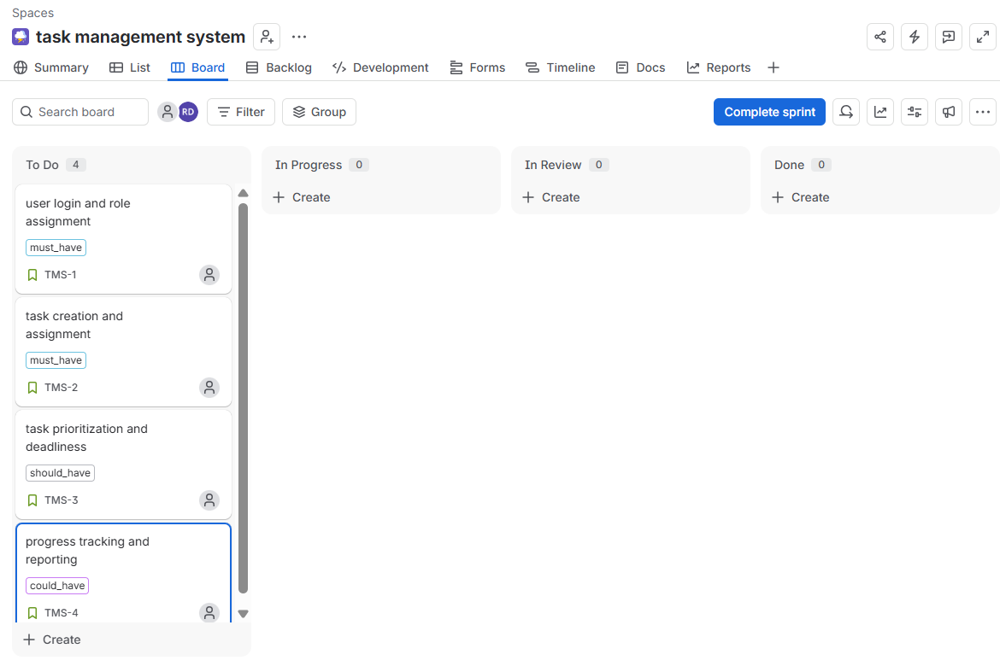 Spaces
task management system
Summary List Board Backlog Development Forms Timeline Docs Reports
Search board RD Filter Group Complete sprint
To Do 4
user login and role
assignment
must_have
TMS-1
task creation and
assignment
must_have
TMS-2
task prioritization and
deadliness
should_have
TMS-3
progress tracking and
reporting
could_have
TMS-4
Create
In Progress 0
Create
In Review 0
Create
Done 0
Create